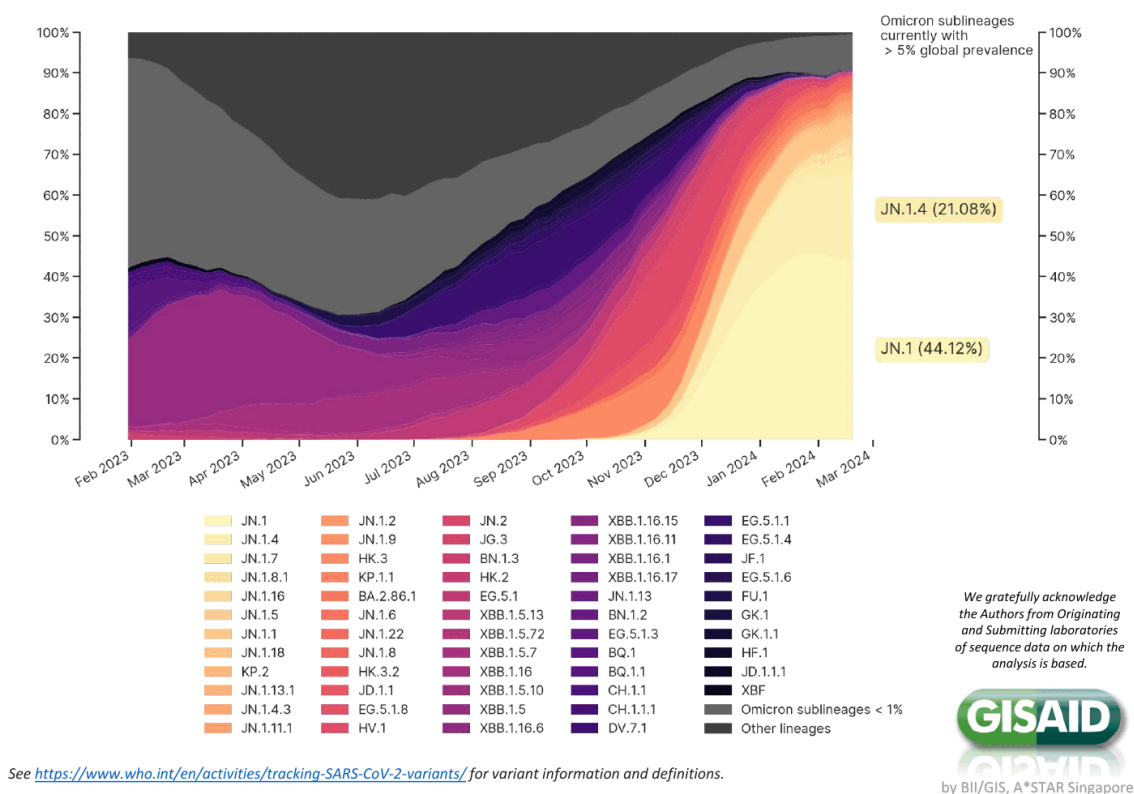 Omicron sublineages
currently with
> 5% global prevalence
100%
90%
80%
70%
60%
50%
40%
30%
20%
10%
0%
100%
90%
80%
70%
60%
50%
40%
30%
20%
10%
0%
JN.1.4 (21.08%)
JN.1 (44.12%)
Feb 2023
Mar 2023
Apr 2023
May 2023
Jun 2023
Jul 2023
Aug 2023
Sep 2023
Oct 2023
Nov 2023
Dec 2023
Jan 2024
Feb 2024
Mar 2024
JN.1
JN.1.4
JN.1.7
JN.1.8.1
JN.1.16
JN.1.5
JN.1.1
JN.1.18
KP.2
JN.1.13.1
JN.1.4.3
JN.1.11.1
JN.1.2
JN.1.9
HK.3
KP.1.1
BA.2.86.1
JN.1.6
JN.1.22
JN.1.8
HK.3.2
JD.1.1
EG.5.1.8
HV.1
JN.2
JG.3
BN.1.3
HK.2
EG.5.1
XBB.1.5.13
XBB.1.5.72
XBB.1.5.7
XBB.1.16
XBB.1.5.10
XBB.1.5
XBB.1.16.6
XBB.1.16.15
XBB.1.16.11
XBB.1.16.1
XBB.1.16.17
JN.1.13
BN.1.2
EG.5.1.3
BQ.1
BQ.1.1
CH.1.1
CH.1.1.1
DV.7.1
EG.5.1.1
EG.5.1.4
JF.1
EG.5.1.6
FU.1
GK.1
GK.1.1
HF.1
JD.1.1.1
XBF
Omicron sublineages < 1%
Other lineages
We gratefully acknowledge
the Authors from Originating
and Submitting laboratories
of sequence data on which the
analysis is based.
GISAID
by BII/GIS, A*STAR Singapore
See https://www.who.int/en/activities/tracking-SARS-CoV-2-variants/ for variant information and definitions.